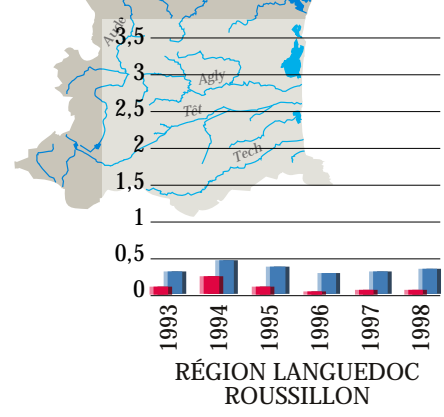 Aude
3,5
3
Agly
2,5
Têt
2
Tech
1,5
1
0,5
0
1993 1994 1995 1996 1997 1998
RÉGION LANGUEDOC
ROUSSILLON